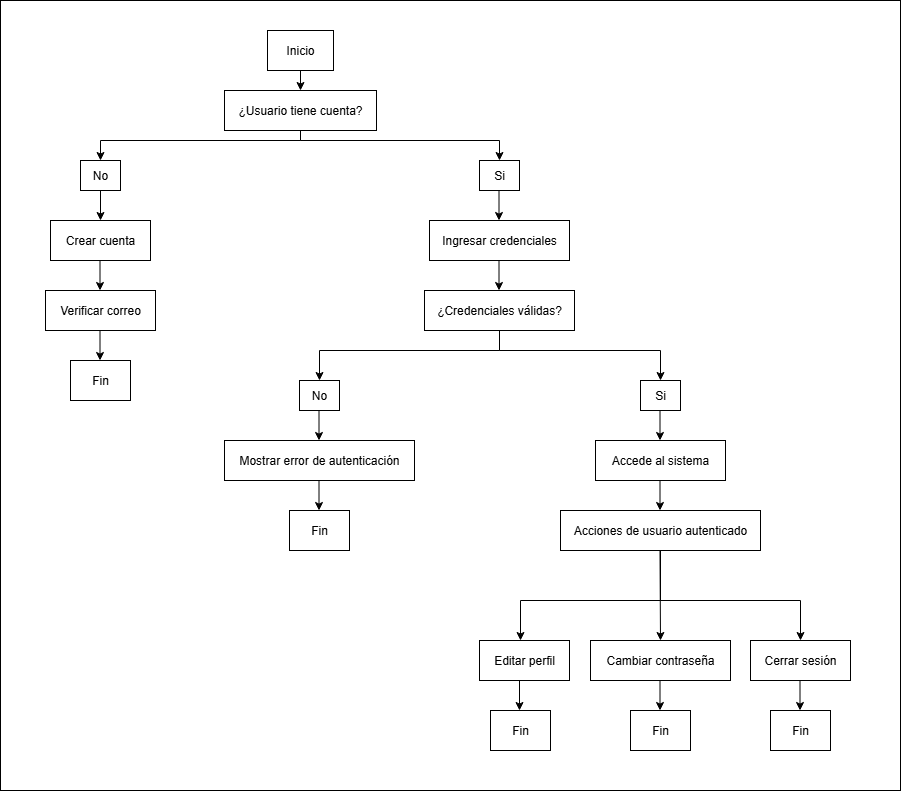 Inicio
¿Usuario tiene cuenta?
No
Si
Crear cuenta
Ingresar credenciales
Verificar correo
¿Credenciales válidas?
Fin
No
Si
Mostrar error de autenticación
Accede al sistema
Fin
Acciones de usuario autenticado
Editar perfil
Cambiar contraseña
Cerrar sesión
Fin
Fin
Fin